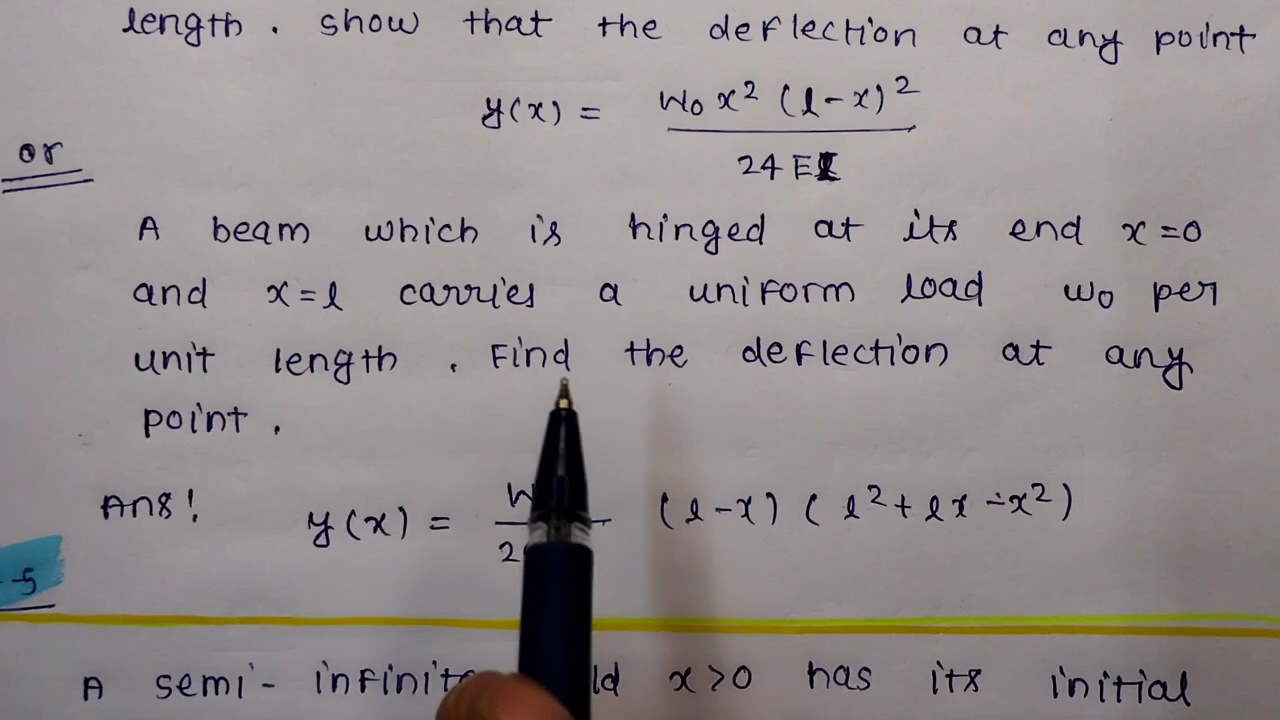 length. show that the deflection at any point
y(x) = W₀ x² (l-x)² / 24 EI
or
A beam which is hinged at its end x=0
and x=l carries a uniform load w₀ per
unit length. Find the deflection at any
point.
Ans! y(x) = (l-x) (l²+lx-x²)
-5
A semi- x>0 has its initial